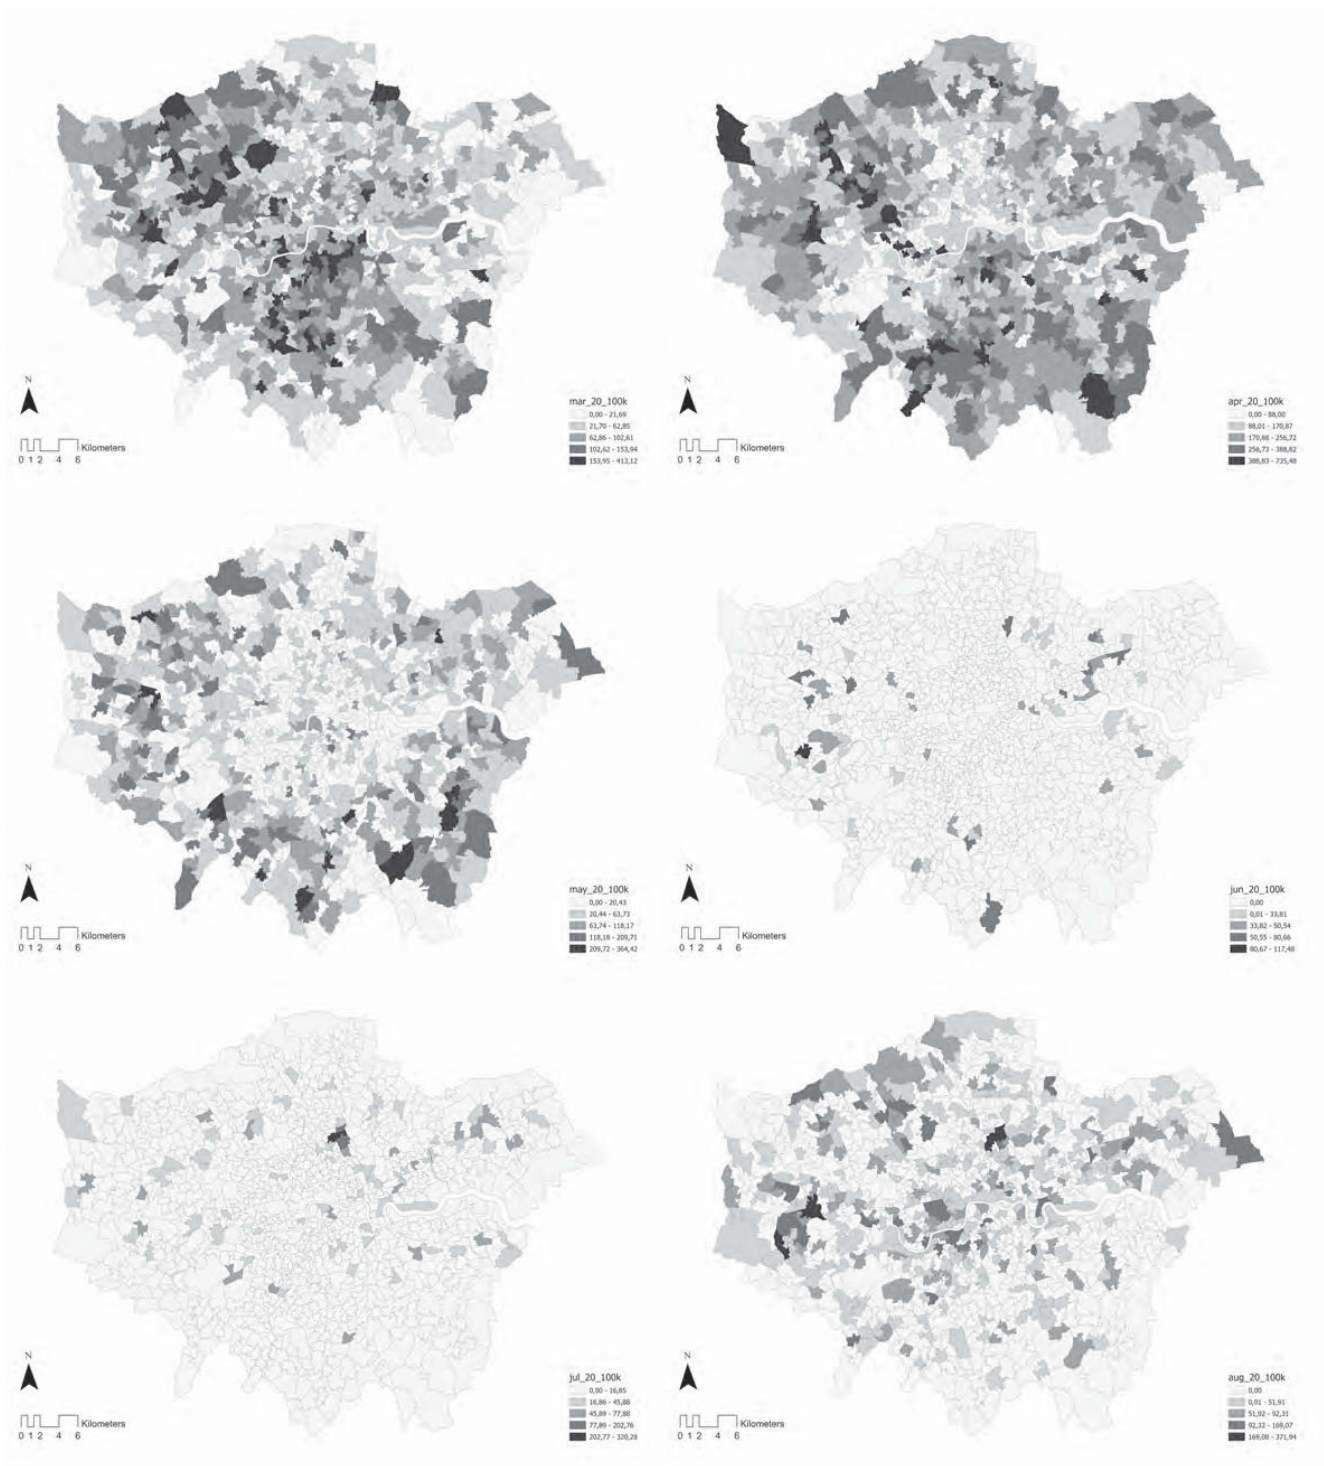 N
Kilometers
0 1 2 4 6
mar_20_100k
0,00 - 21,69
21,70 - 62,85
62,86 - 102,61
102,62 - 153,94
153,95 - 413,12
N
Kilometers
0 1 2 4 6
apr_20_100k
0,00 - 88,00
88,01 - 170,87
170,88 - 256,72
256,73 - 388,82
388,83 - 735,48
N
Kilometers
0 1 2 4 6
may_20_100k
0,00 - 20,43
20,44 - 63,73
63,74 - 118,17
118,18 - 209,71
209,72 - 364,42
N
Kilometers
0 1 2 4 6
jun_20_100k
0,00
0,01 - 33,81
33,82 - 50,54
50,55 - 80,66
80,67 - 117,48
N
Kilometers
0 1 2 4 6
jul_20_100k
0,00 - 16,85
16,86 - 45,88
45,89 - 77,88
77,89 - 202,76
202,77 - 320,28
N
Kilometers
0 1 2 4 6
aug_20_100k
0,00
0,01 - 51,91
51,92 - 92,31
92,32 - 169,07
169,08 - 371,94